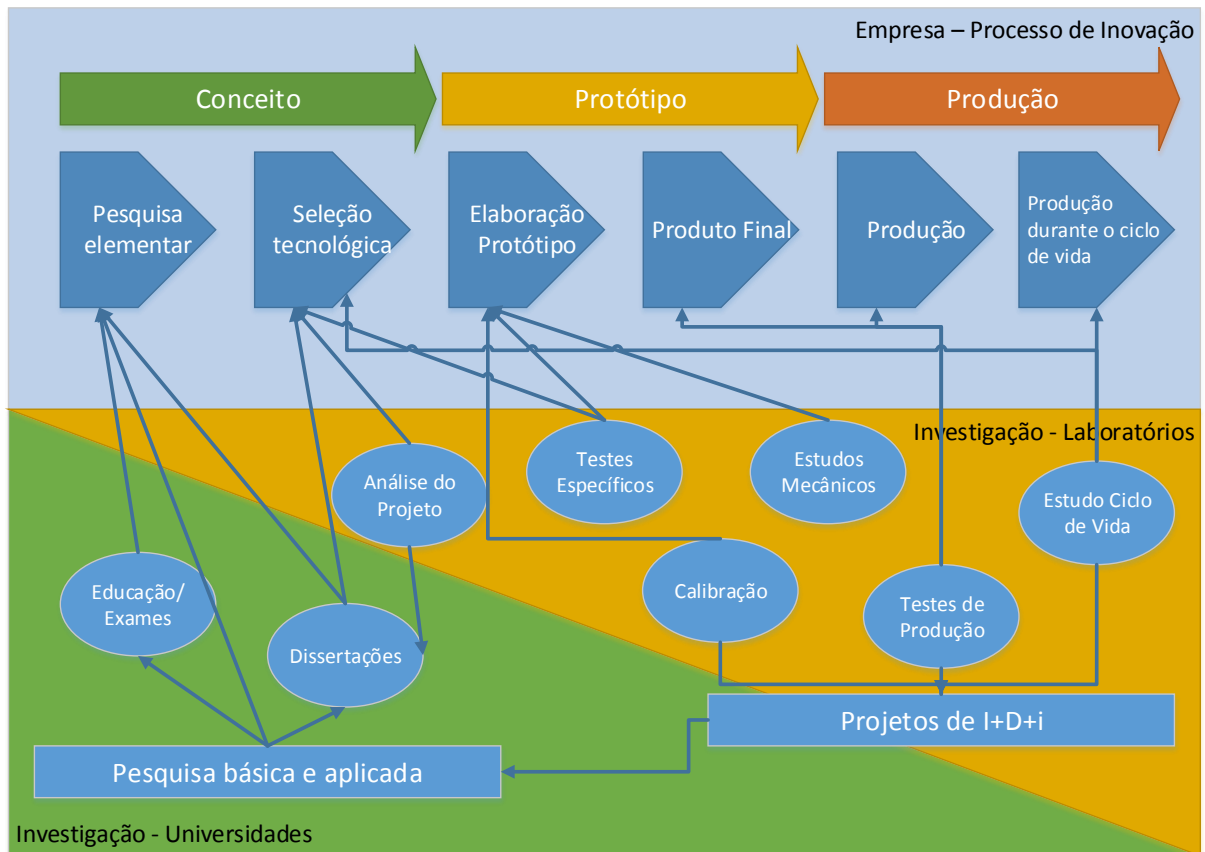 Empresa – Processo de Inovação
Conceito
Protótipo
Produção
Pesquisa
elementar
Seleção
tecnológica
Elaboração
Protótipo
Produto Final
Produção
Produção
durante o ciclo
de vida
Investigação - Laboratórios
Análise do
Projeto
Testes
Específicos
Estudos
Mecânicos
Estudo Ciclo
de Vida
Educação/
Exames
Dissertações
Calibração
Testes de
Produção
Projetos de I+D+i
Pesquisa básica e aplicada
Investigação - Universidades